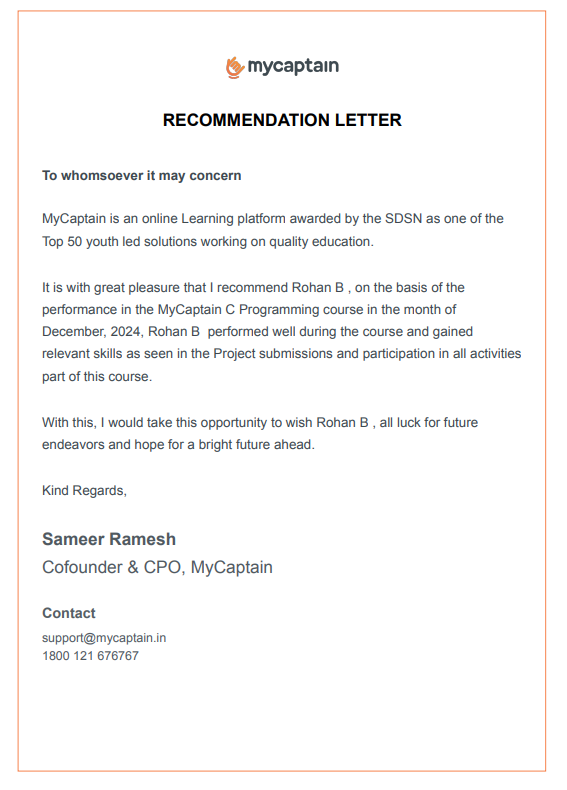 mycaptain
RECOMMENDATION LETTER
To whomsoever it may concern
MyCaptain is an online Learning platform awarded by the SDSN as one of the
Top 50 youth led solutions working on quality education.
It is with great pleasure that I recommend Rohan B , on the basis of the
performance in the MyCaptain C Programming course in the month of
December, 2024, Rohan B  performed well during the course and gained
relevant skills as seen in the Project submissions and participation in all activities
part of this course.
With this, I would take this opportunity to wish Rohan B , all luck for future
endeavors and hope for a bright future ahead.
Kind Regards,
Sameer Ramesh
Cofounder & CPO, MyCaptain
Contact
support@mycaptain.in
1800 121 676767